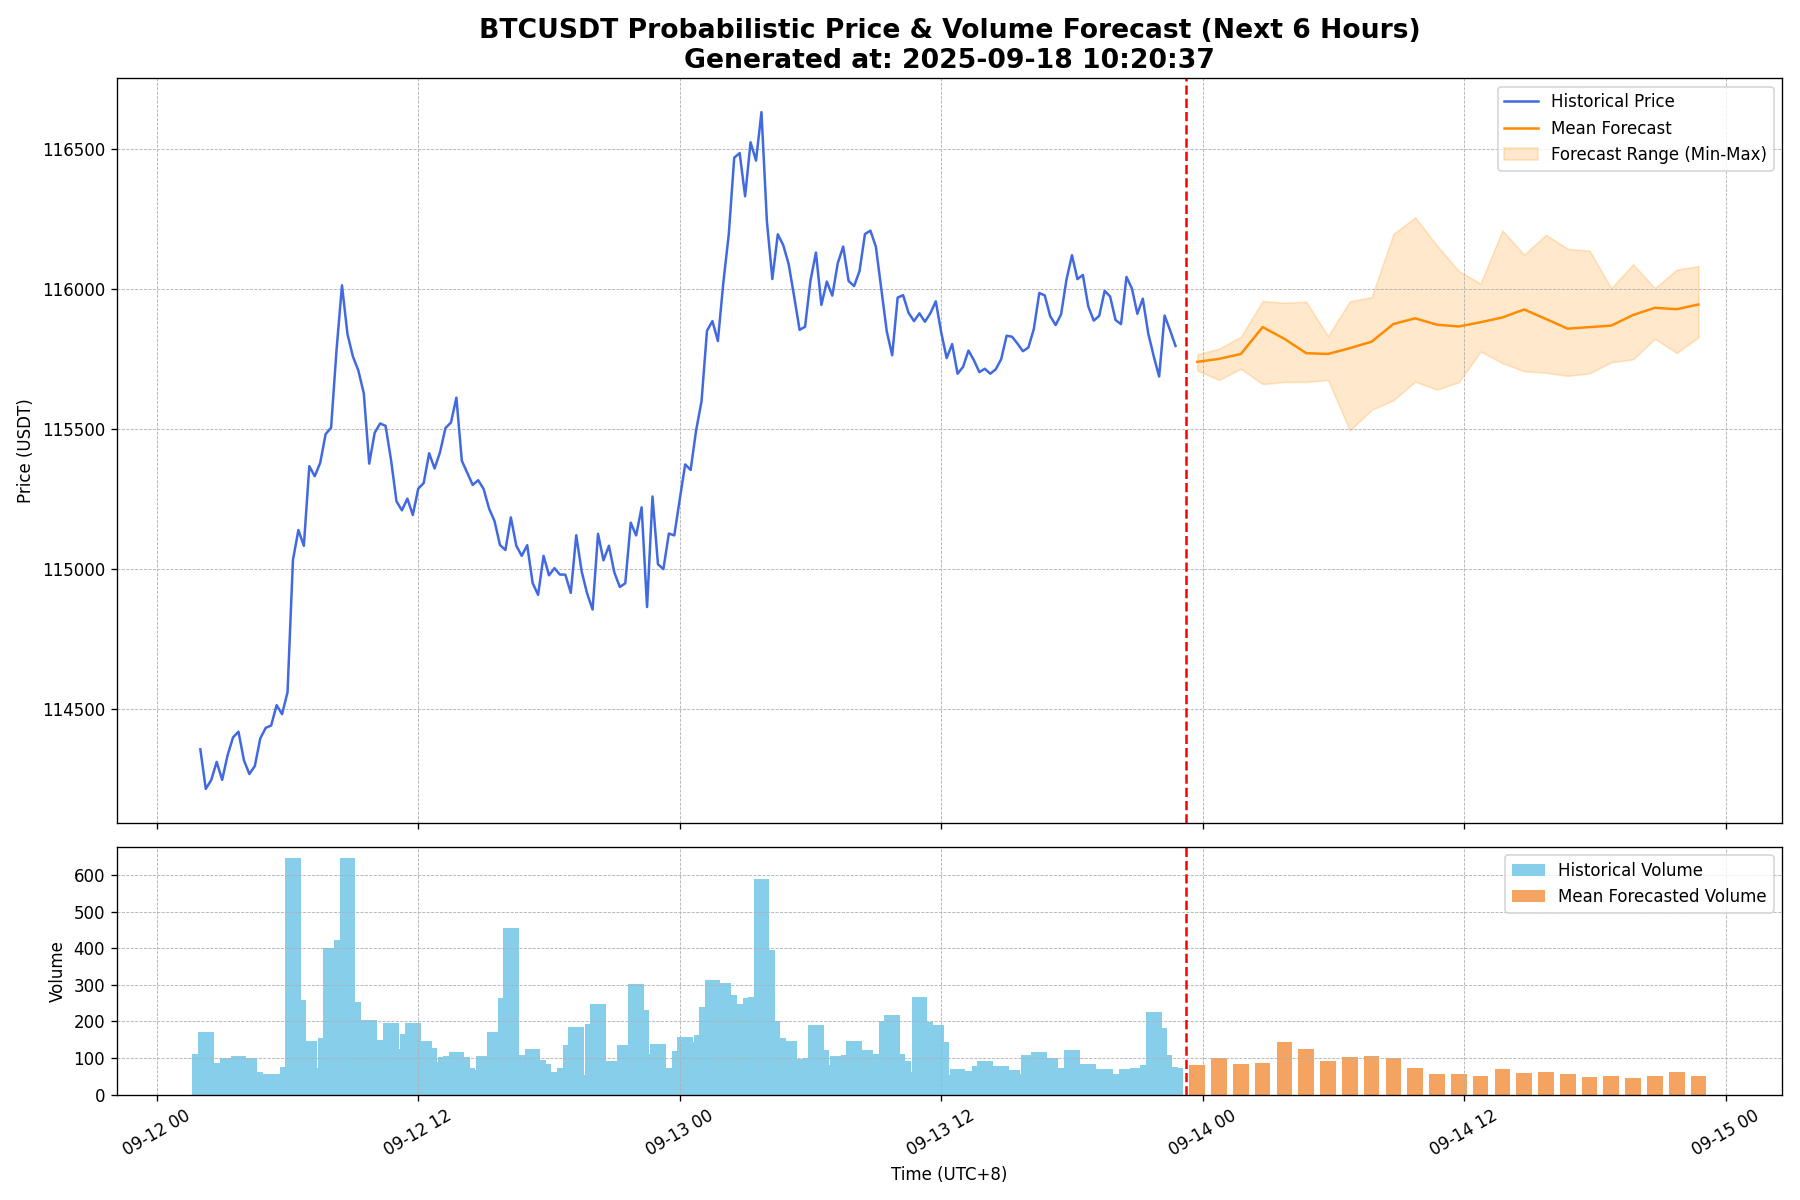 BTCUSDT Probabilistic Price & Volume Forecast (Next 6 Hours)
Generated at: 2025-09-18 10:20:37
Historical Price
Mean Forecast
Forecast Range (Min-Max)
Price (USDT)
116500
116000
115500
115000
114500
Historical Volume
Mean Forecasted Volume
Volume
600
500
400
300
200
100
0
09-12 00
09-12 12
09-13 00
09-13 12
09-14 00
09-14 12
09-15 00
Time (UTC+8)